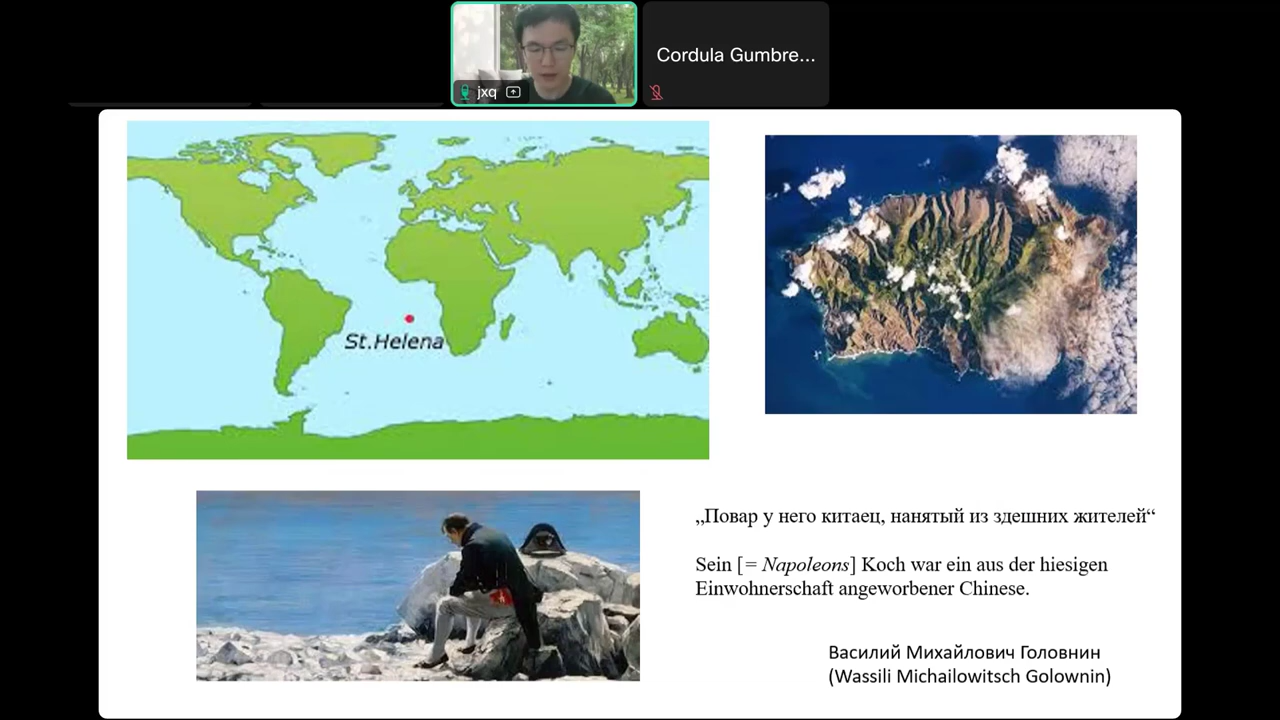 jxq
Cordula Gumbre...
St.Helena
„Повар у него китаец, нанятый из здешних жителей“
Sein [= Napoleons] Koch war ein aus der hiesigen
Einwohnerschaft angeworbener Chinese.
Василий Михайлович Головнин
(Wassili Michailowitsch Golownin)